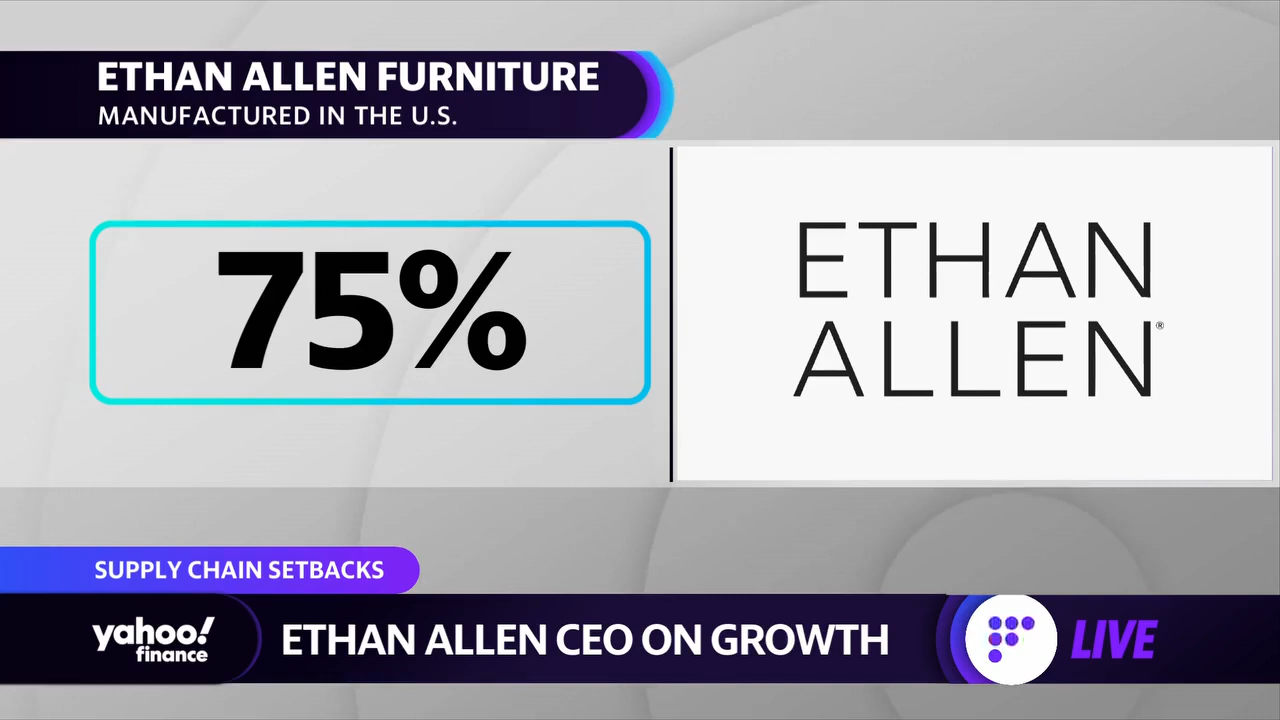 ETHAN ALLEN FURNITURE
MANUFACTURED IN THE U.S.
75%
ETHAN
ALLEN®
SUPPLY CHAIN SETBACKS
yahoo!
finance
ETHAN ALLEN CEO ON GROWTH
LIVE